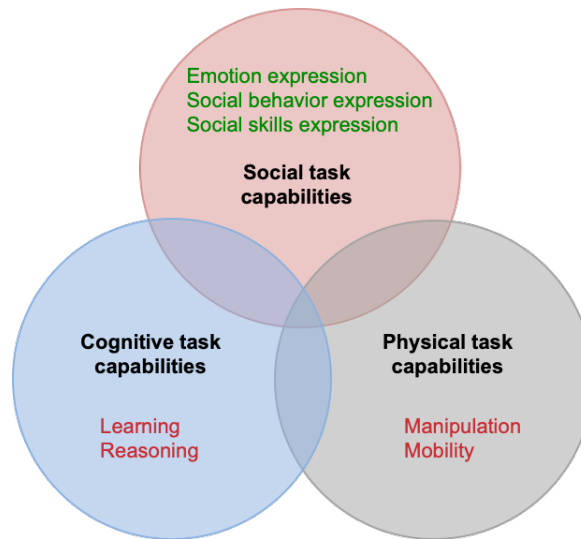 Emotion expression
Social behavior expression
Social skills expression
Social task
capabilities
Cognitive task
capabilities
Learning
Reasoning
Physical task
capabilities
Manipulation
Mobility